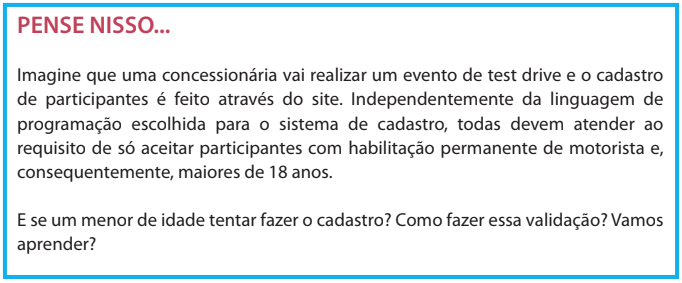 PENSE NISSO...
Imagine que uma concessionária vai realizar um evento de test drive e o cadastro
de participantes é feito através do site. Independentemente da linguagem de
programação escolhida para o sistema de cadastro, todas devem atender ao
requisito de só aceitar participantes com habilitação permanente de motorista e,
consequentemente, maiores de 18 anos.
E se um menor de idade tentar fazer o cadastro? Como fazer essa validação? Vamos
aprender?